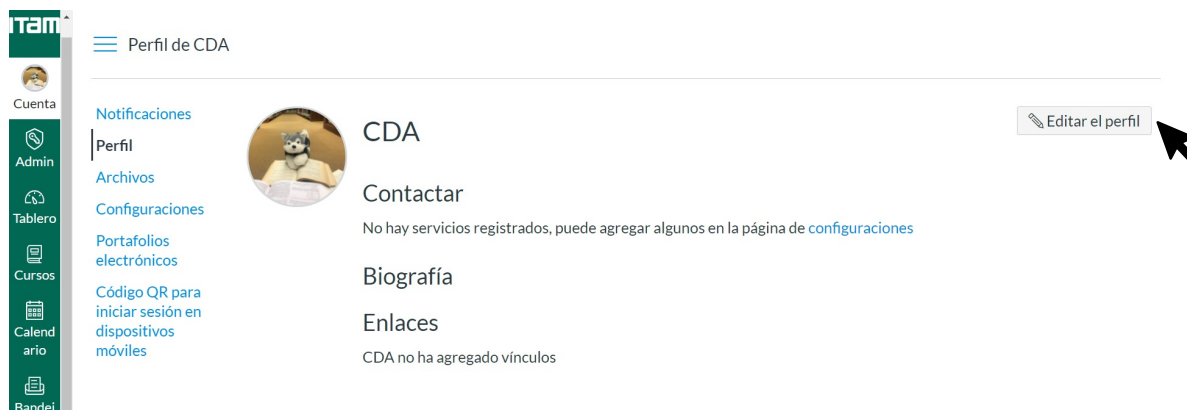 ITAM
Perfil de CDA
Cuenta
Admin
Tablero
Cursos
Calend
ario
Bandej
Notificaciones
Perfil
Archivos
Configuraciones
Portafolios
electrónicos
Código QR para
iniciar sesión en
dispositivos
móviles
CDA
Editar el perfil
Contactar
No hay servicios registrados, puede agregar algunos en la página de configuraciones
Biografía
Enlaces
CDA no ha agregado vínculos